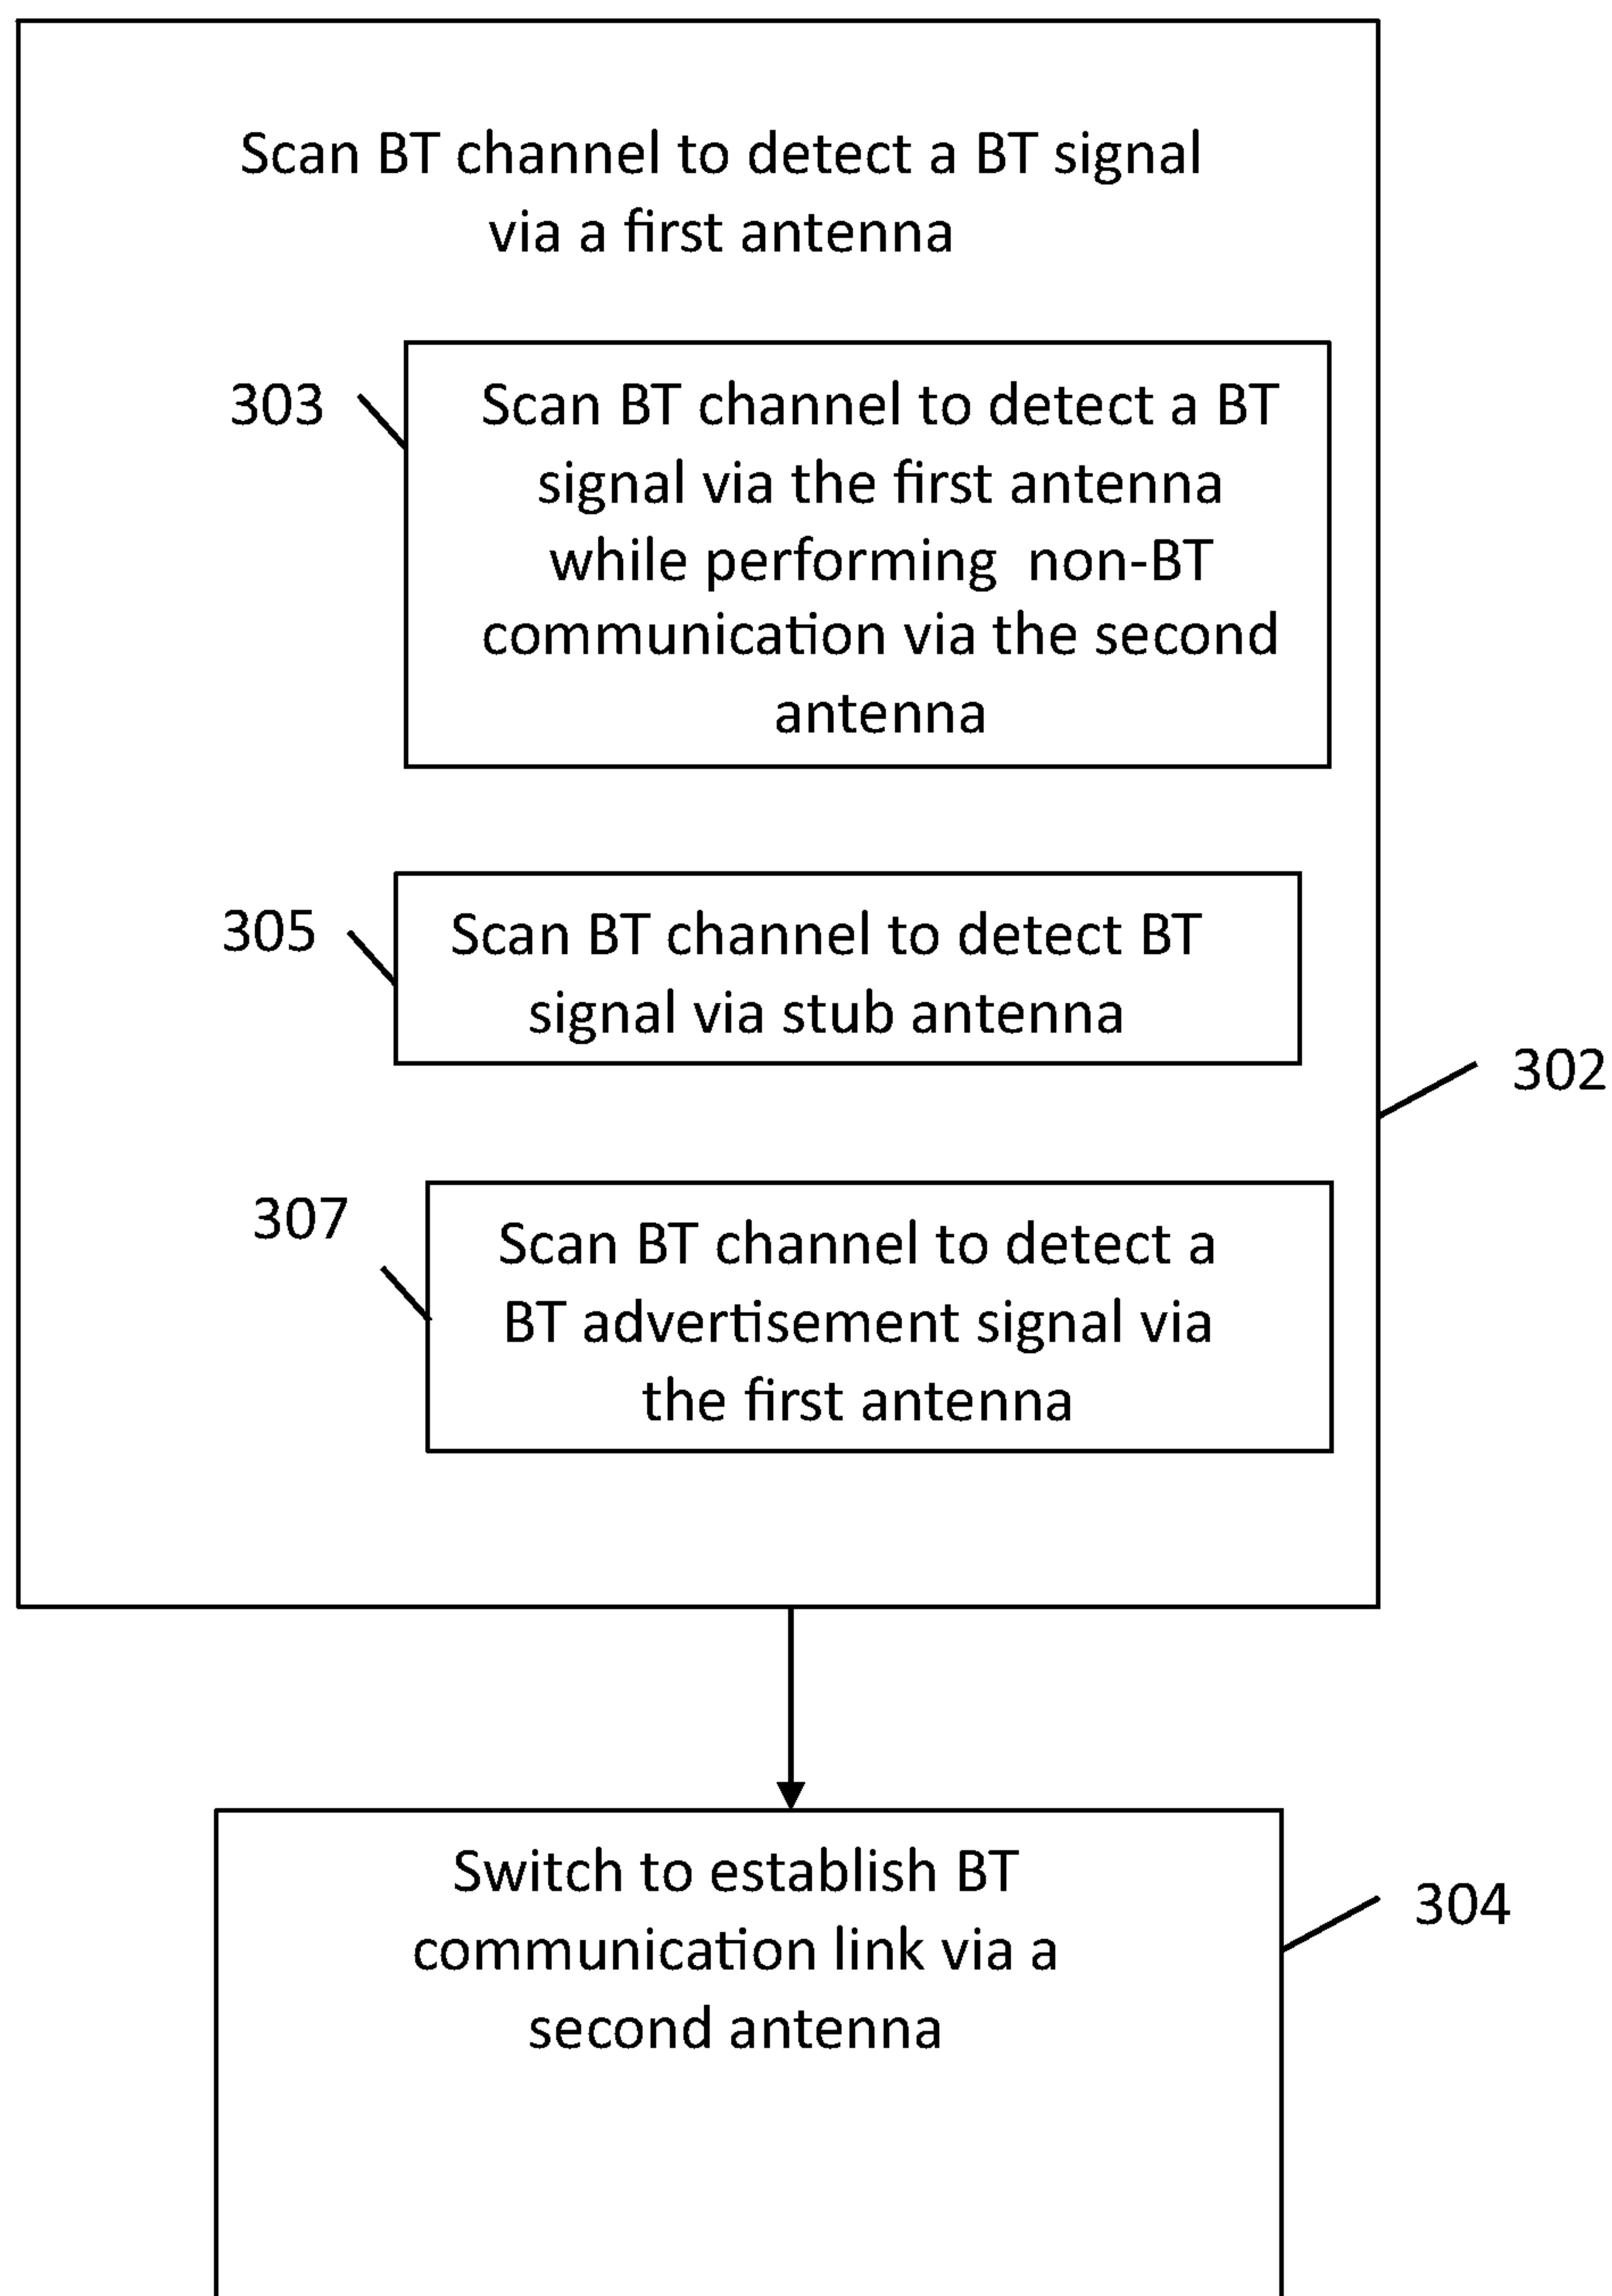 Scan BT channel to detect a BT signal
via a first antenna
303
Scan BT channel to detect a BT
signal via the first antenna
while performing non-BT
communication via the second
antenna
305
Scan BT channel to detect BT
signal via stub antenna
302
307
Scan BT channel to detect a
BT advertisement signal via
the first antenna
Switch to establish BT
communication link via a
second antenna
304